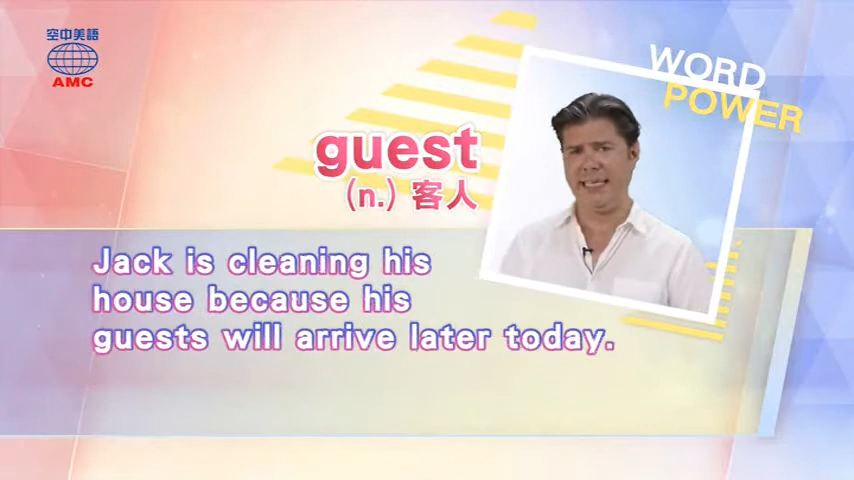 空中美語
AMC
WORD
POWER
guest
(n.) 客人
Jack is cleaning his
house because his
guests will arrive later today.